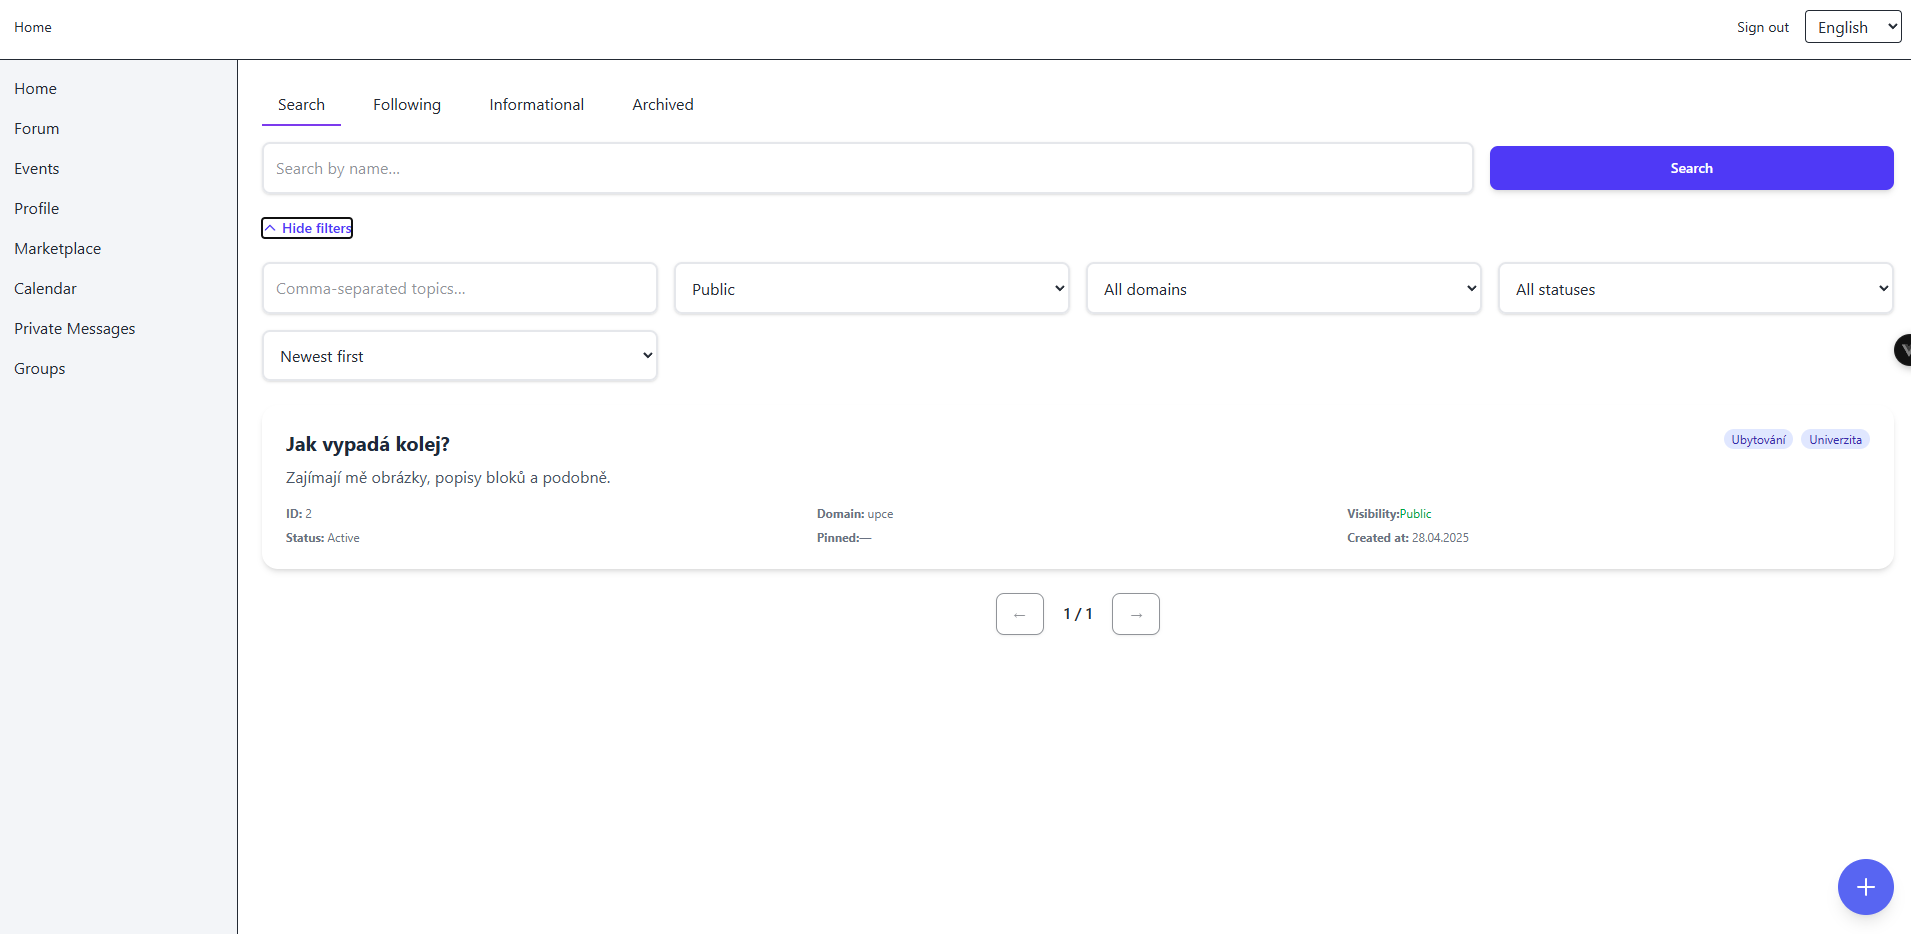 Home
Sign out
English
Home
Forum
Events
Profile
Marketplace
Calendar
Private Messages
Groups
Search
Following
Informational
Archived
Search by name...
Search
Hide filters
Comma-separated topics...
Public
All domains
All statuses
Newest first
Jak vypadá kolej?
Ubytování
Univerzita
Zajímají mě obrázky, popisy bloků a podobně.
ID: 2
Domain: upce
Visibility:Public
Status: Active
Pinned:—
Created at: 28.04.2025
←
1 / 1
→